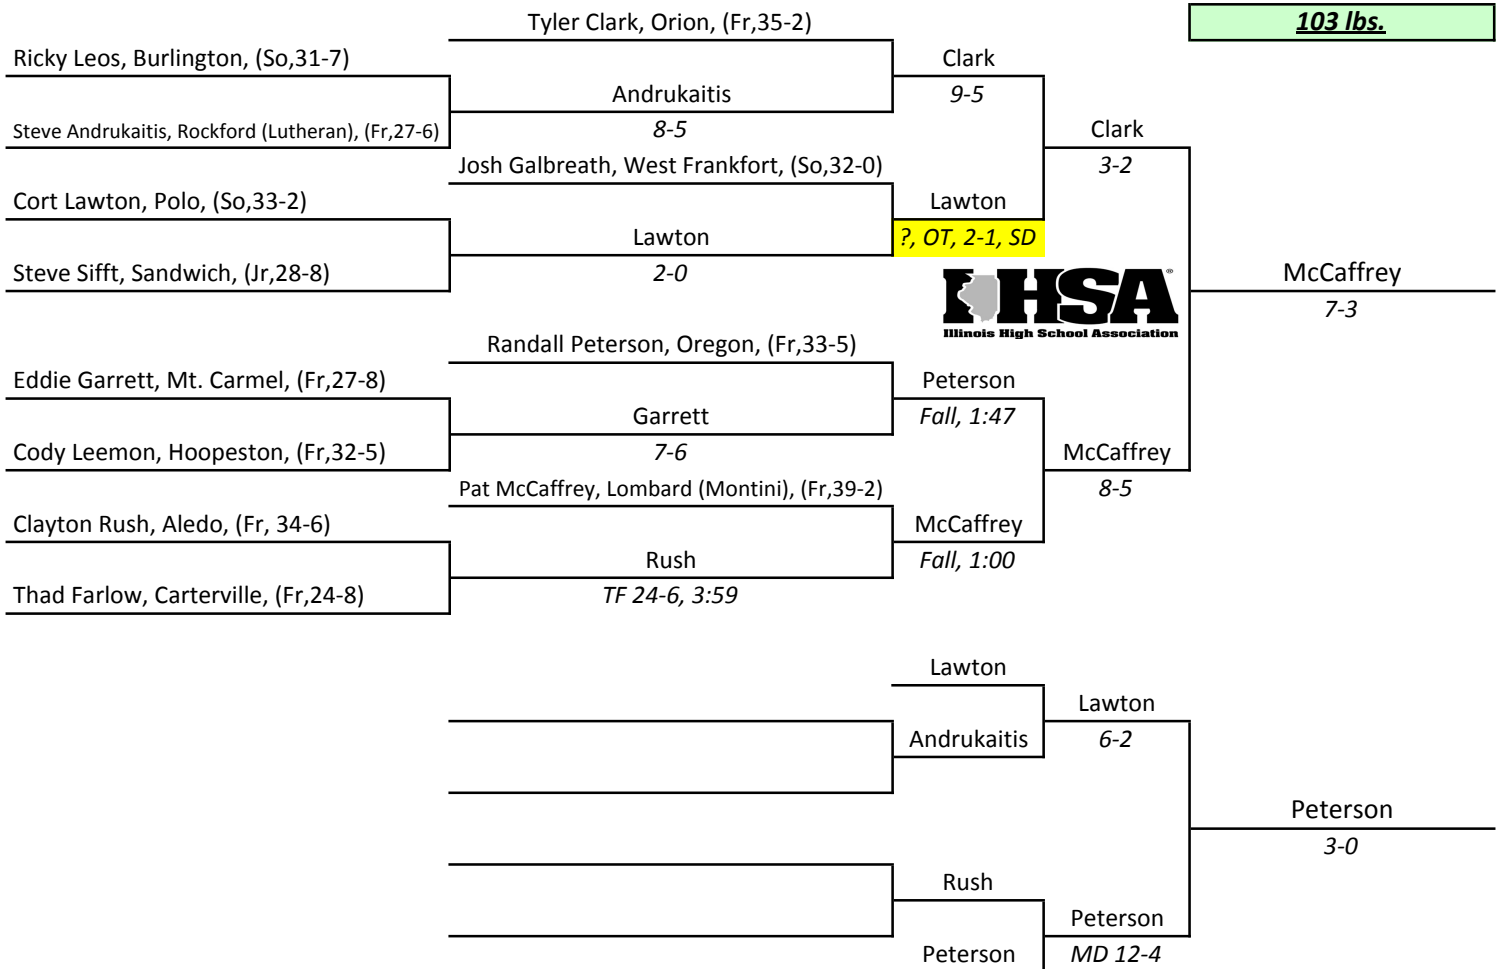 Tyler Clark, Orion, (Fr,35-2)
103 lbs.
Ricky Leos, Burlington, (So,31-7)
Clark
Andrukaitis
9-5
Steve Andrukaitis, Rockford (Lutheran), (Fr,27-6)
8-5
Clark
Josh Galbreath, West Frankfort, (So,32-0)
3-2
Cort Lawton, Polo, (So,33-2)
Lawton
Lawton
?, OT, 2-1, SD
Steve Sifft, Sandwich, (Jr,28-8)
2-0
McCaffrey
IHSA®
7-3
Illinois High School Association
Randall Peterson, Oregon, (Fr,33-5)
Eddie Garrett, Mt. Carmel, (Fr,27-8)
Peterson
Garrett
Fall, 1:47
Cody Leemon, Hoopeston, (Fr,32-5)
7-6
McCaffrey
Pat McCaffrey, Lombard (Montini), (Fr,39-2)
8-5
Clayton Rush, Aledo, (Fr, 34-6)
McCaffrey
Rush
Fall, 1:00
Thad Farlow, Carterville, (Fr,24-8)
TF 24-6, 3:59
Lawton
Lawton
Andrukaitis
6-2
Peterson
3-0
Rush
Peterson
Peterson
MD 12-4